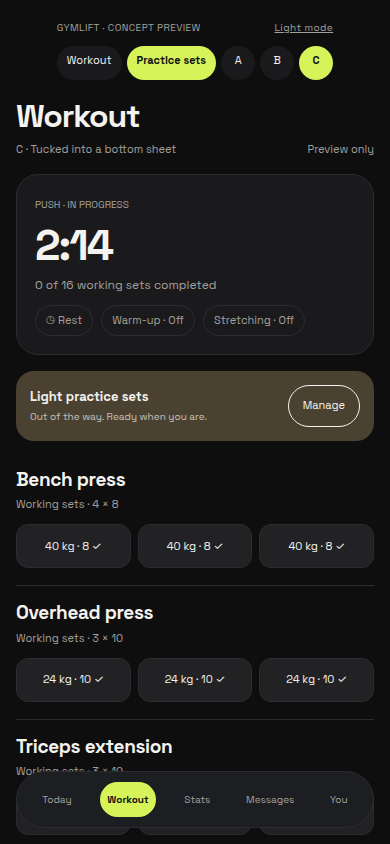 GYMLIFT · CONCEPT PREVIEW Light mode
Workout Practice sets A B C
Workout
C · Tucked into a bottom sheet Preview only
PUSH · IN PROGRESS
2:14
0 of 16 working sets completed
◷ Rest Warm-up · Off Stretching · Off
Light practice sets
Out of the way. Ready when you are.
Manage
Bench press
Working sets · 4 × 8
40 kg · 8 ✓ 40 kg · 8 ✓ 40 kg · 8 ✓
Overhead press
Working sets · 3 × 10
24 kg · 10 ✓ 24 kg · 10 ✓ 24 kg · 10 ✓
Triceps extension
Working sets · 3 × 10
Today Workout Stats Messages You